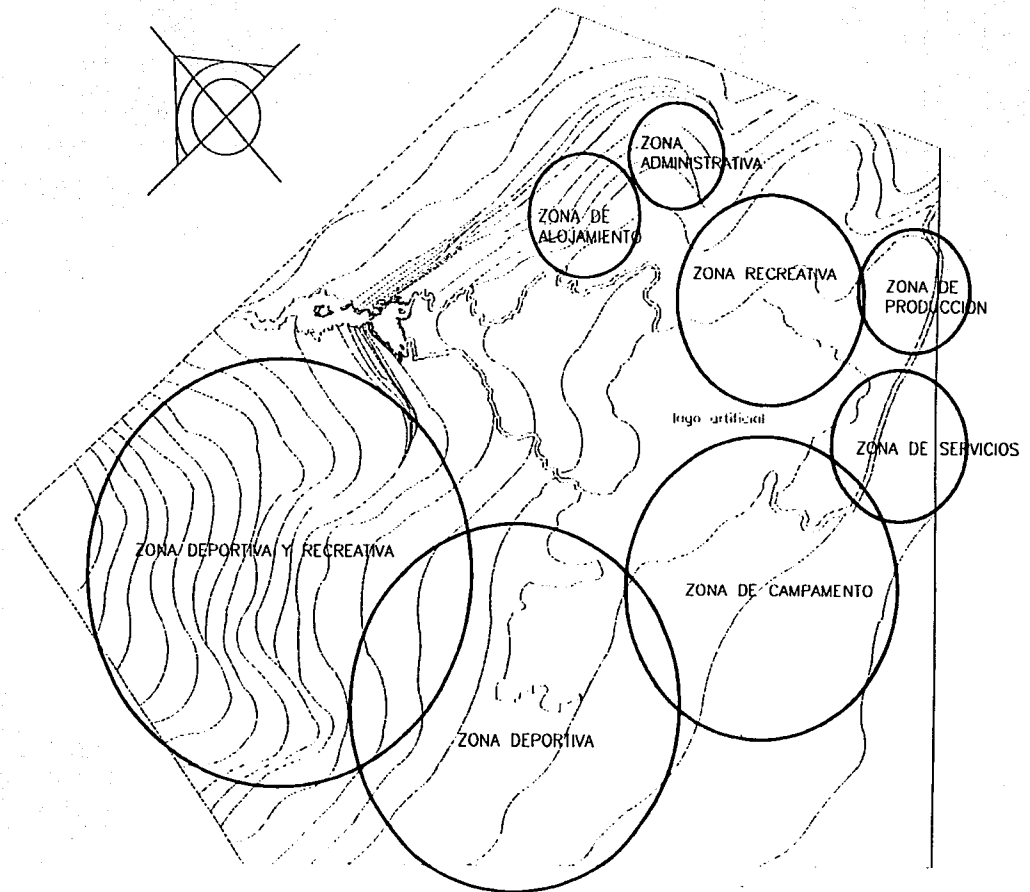 ZONA
ADMINISTRATIVA
ZONA DE
ALOJAMIENTO
ZONA RECREATIVA
ZONA DE
PRODUCCION
lago artificial
ZONA DE SERVICIOS
ZONA DEPORTIVA Y RECREATIVA
ZONA DE CAMPAMENTO
ZONA DEPORTIVA